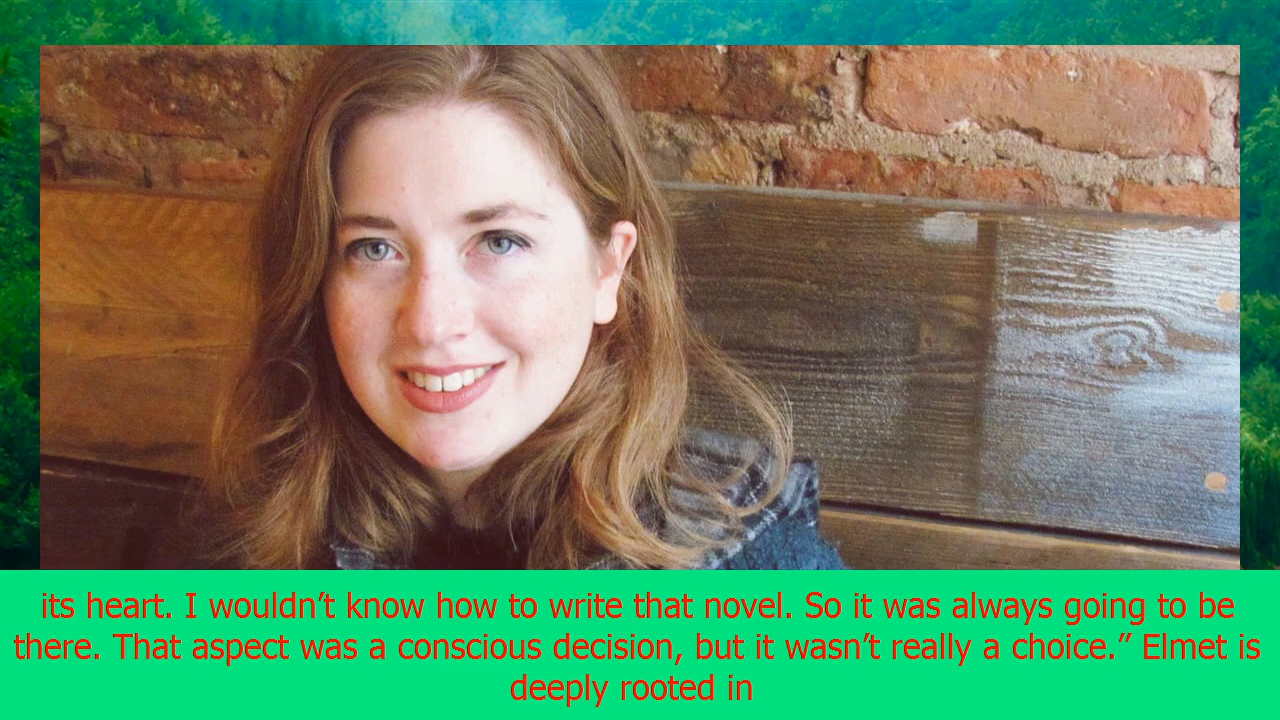 its heart. I wouldn’t know how to write that novel. So it was always going to be
there. That aspect was a conscious decision, but it wasn’t really a choice.” Elmet is
deeply rooted in